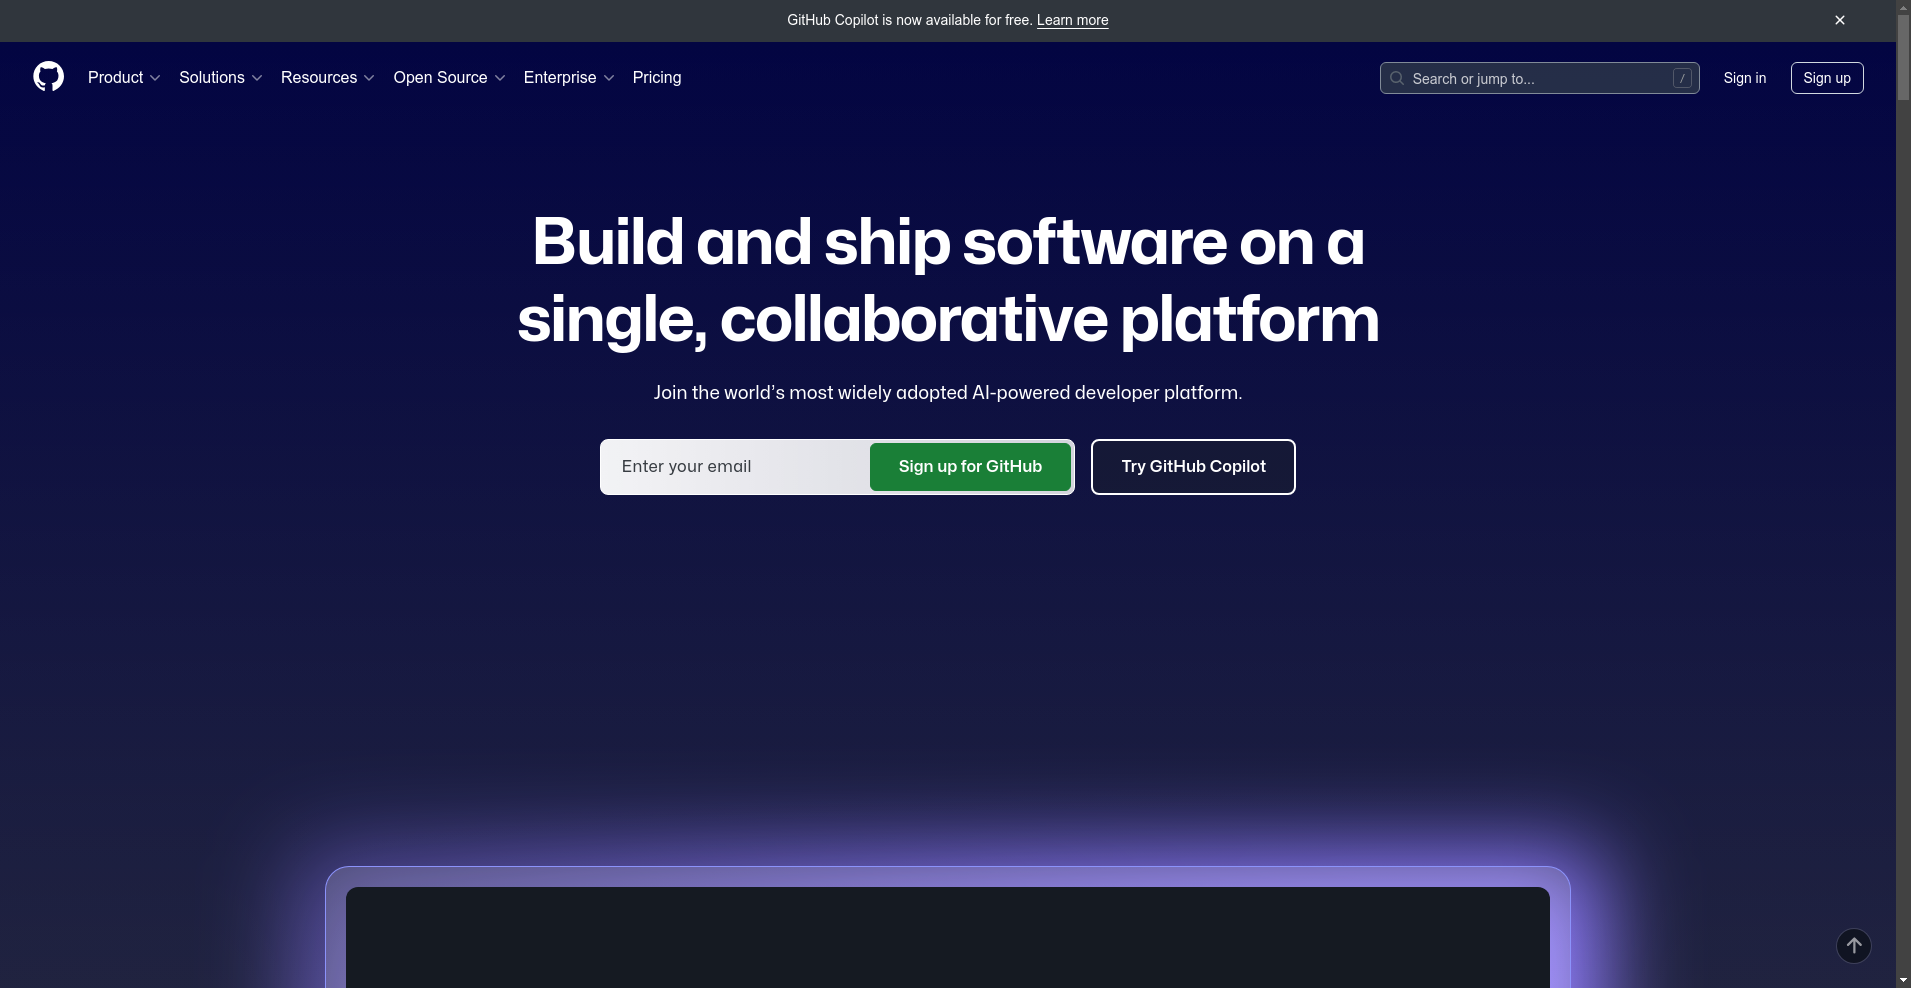 GitHub Copilot is now available for free. Learn more
Product Solutions Resources Open Source Enterprise Pricing
Search or jump to... /
Sign in
Sign up
Build and ship software on a
single, collaborative platform
Join the world’s most widely adopted AI-powered developer platform.
Enter your email
Sign up for GitHub
Try GitHub Copilot